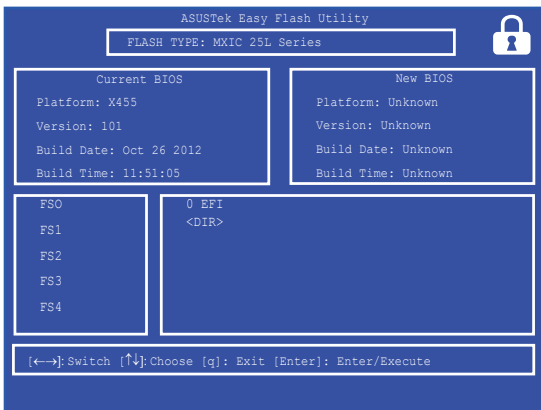 ASUSTek Easy Flash Utility
FLASH TYPE: MXIC 25L Series
Current BIOS
Platform: X455
Version: 101
Build Date: Oct 26 2012
Build Time: 11:51:05
New BIOS
Platform: Unknown
Version: Unknown
Build Date: Unknown
Build Time: Unknown
FSO
FS1
FS2
FS3
FS4
0 EFI
<DIR>
[←→]: Switch [↑↓]: Choose [q]: Exit [Enter]: Enter/Execute